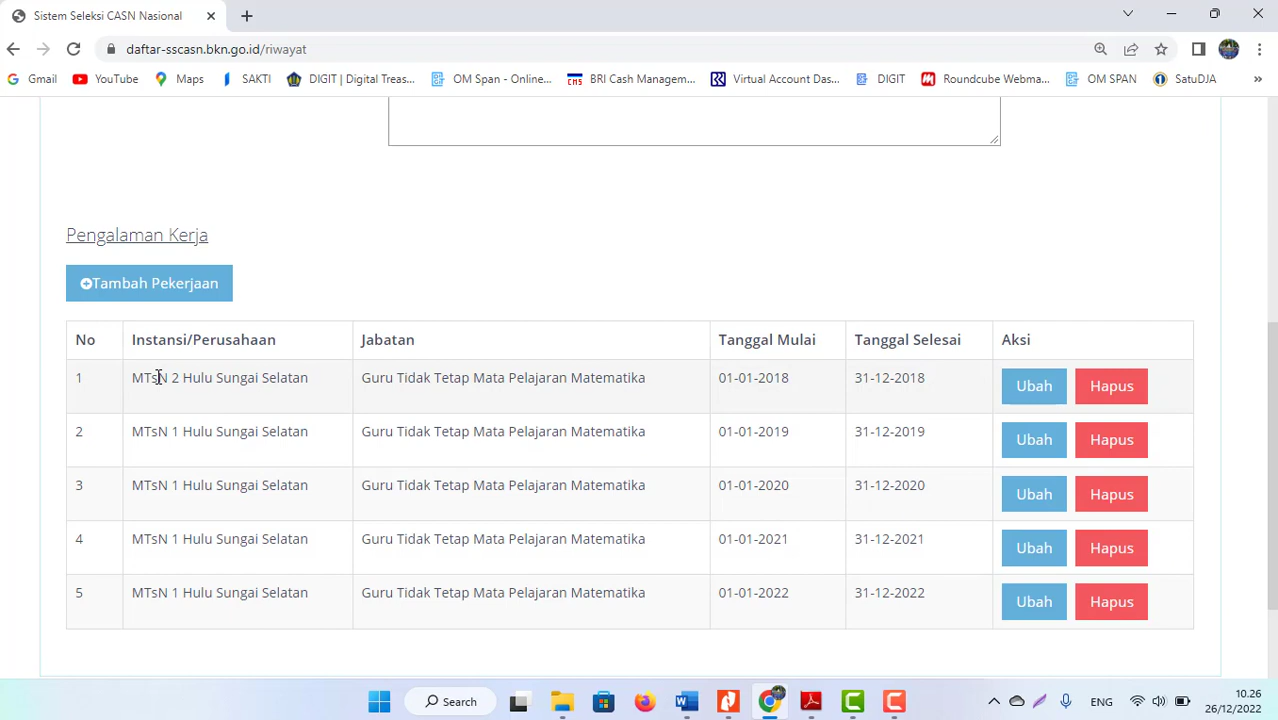 Sistem Seleksi CASN Nasional
daftar-sscasn.bkn.go.id/riwayat
Gmail YouTube Maps SAKTI DIGIT | Digital Treas... OM Span - Online... BRI Cash Managem... Virtual Account Das... DIGIT Roundcube Webma... OM SPAN SatuDJA »
Pengalaman Kerja
Tambah Pekerjaan
No Instansi/Perusahaan Jabatan Tanggal Mulai Tanggal Selesai Aksi
1 MTsN 2 Hulu Sungai Selatan Guru Tidak Tetap Mata Pelajaran Matematika 01-01-2018 31-12-2018 Ubah Hapus
2 MTsN 1 Hulu Sungai Selatan Guru Tidak Tetap Mata Pelajaran Matematika 01-01-2019 31-12-2019 Ubah Hapus
3 MTsN 1 Hulu Sungai Selatan Guru Tidak Tetap Mata Pelajaran Matematika 01-01-2020 31-12-2020 Ubah Hapus
4 MTsN 1 Hulu Sungai Selatan Guru Tidak Tetap Mata Pelajaran Matematika 01-01-2021 31-12-2021 Ubah Hapus
5 MTsN 1 Hulu Sungai Selatan Guru Tidak Tetap Mata Pelajaran Matematika 01-01-2022 31-12-2022 Ubah Hapus
Search ENG 10.26
26/12/2022